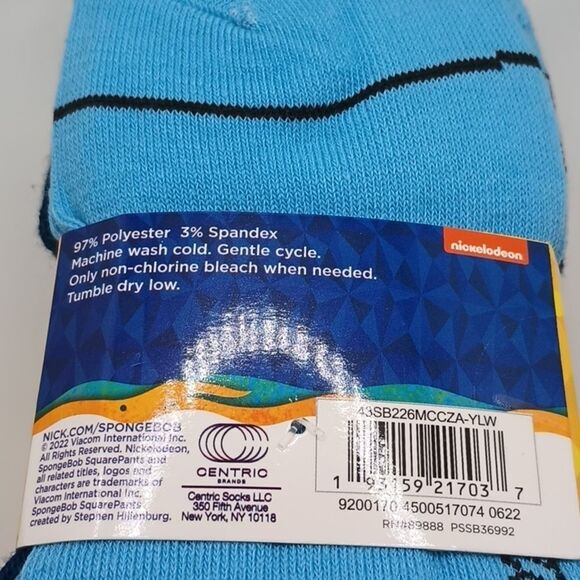 97% Polyester 3% Spandex
Machine wash cold. Gentle cycle.
Only non-chlorine bleach when needed.
Tumble dry low.
nickelodeon
NICK.COM/SPONGEBOB
© 2022 Viacom International Inc.
All Rights Reserved. Nickelodeon,
SpongeBob SquarePants and
all related titles, logos and
characters are trademarks of
Viacom International Inc.
SpongeBob SquarePants
created by Stephen Hillenburg.
CENTRIC
BRANDS
Centric Socks LLC
350 Fifth Avenue
New York, NY 10118
43SB226MCCZA-YLW
1 93159 21703 7
9200170 4500517074 0622
RN#89888 PSSB36992